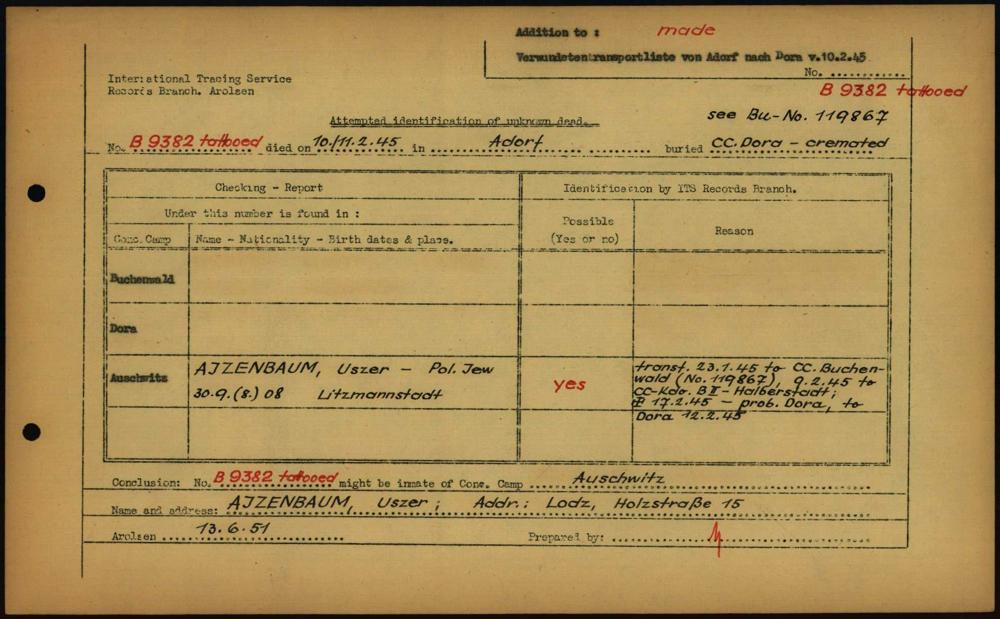 Addition to : made
Verwundetentransportliste von Adorf nach Dora v.10.2.45
No. ............
B 9382 tattooed
International Tracing Service
Records Branch. Arolsen
see Bu-No. 119867
Attempted identification of unknown dead.
No. B 9382 tattooed died on 10./11.2.45 in Adorf buried CC.Dora - cremated
Checking - Report
Identification by ITS Records Branch.
Under this number is found in :
Possible
(Yes or no)
Reason
Conc. Camp
Name - Nationality - Birth dates & place.
Buchenwald
Dora
Auschwitz
AJZENBAUM, Uszer - Pol. Jew
30.9.(8.) 08 Litzmannstadt
yes
transf. 23.1.45 to CC. Buchen-
wald (No. 119867), 9.2.45 to
CC-Kdo. B II - Halberstadt;
17.2.45 - prob. Dora, to
Dora 12.2.45
Conclusion: No. B 9382 tattooed might be inmate of Conc. Camp Auschwitz
Name and address: AJZENBAUM, Uszer; Addr.: Lodz, Holzstraße 15
Arolsen 13.6.51
Prepared by: